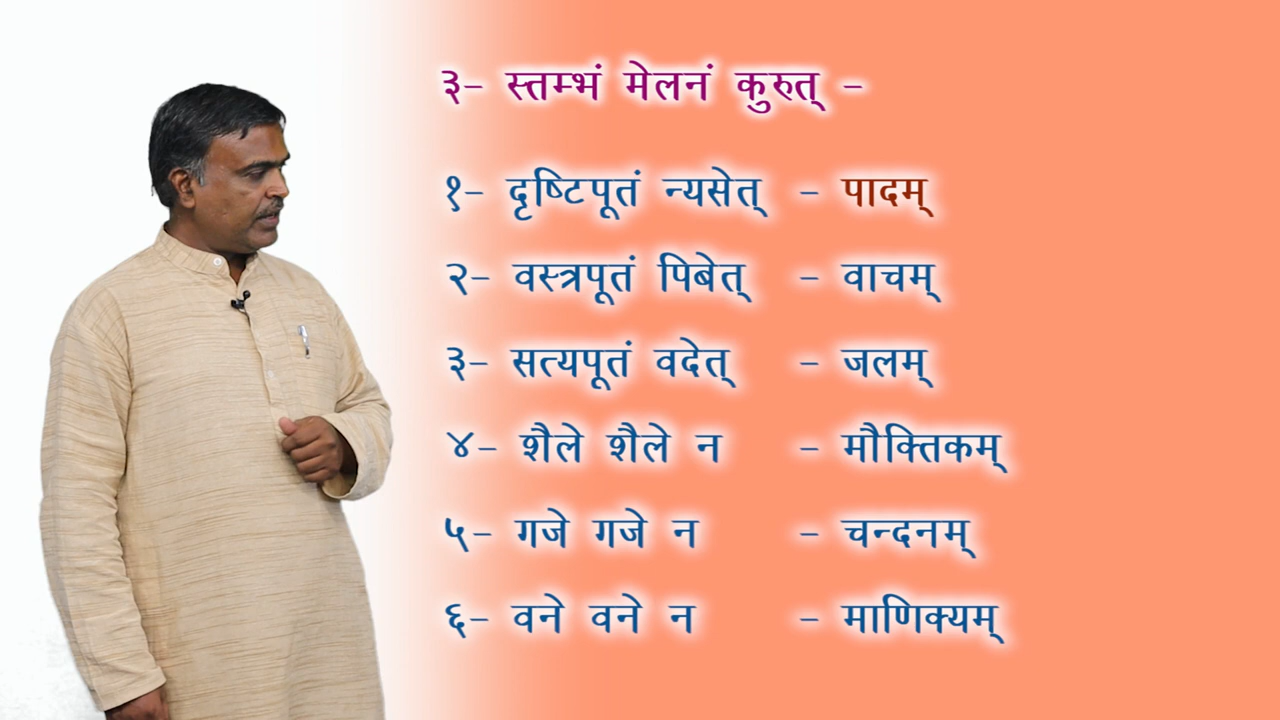 ३- स्तम्भं मेलनं कुरुत् -
१- दृष्टिपूतं न्यसेत् - पादम्
२- वस्त्रपूतं पिबेत् - वाचम्
३- सत्यपूतं वदेत् - जलम्
४- शैले शैले न - मौक्तिकम्
५- गजे गजे न - चन्दनम्
६- वने वने न - माणिक्यम्